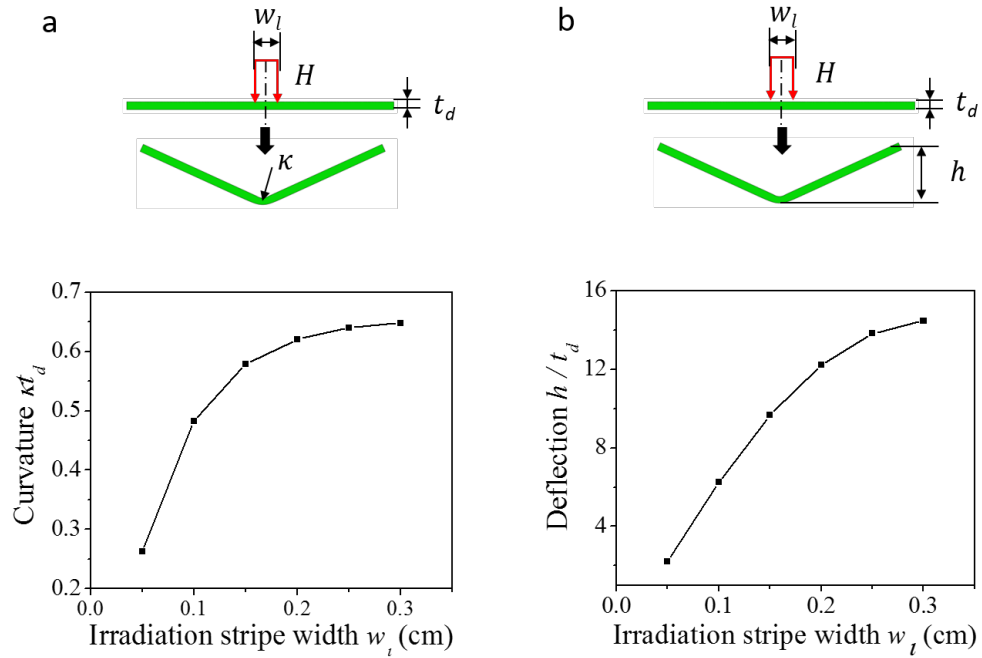 a
w_l
H
t_d
κ
0.7
0.6
0.5
0.4
0.3
0.2
0.0
0.1
0.2
0.3
Curvature κt_d
Irradiation stripe width w_l (cm)
b
w_l
H
t_d
h
16
12
8
4
0.0
0.1
0.2
0.3
Deflection h / t_d
Irradiation stripe width w_l (cm)